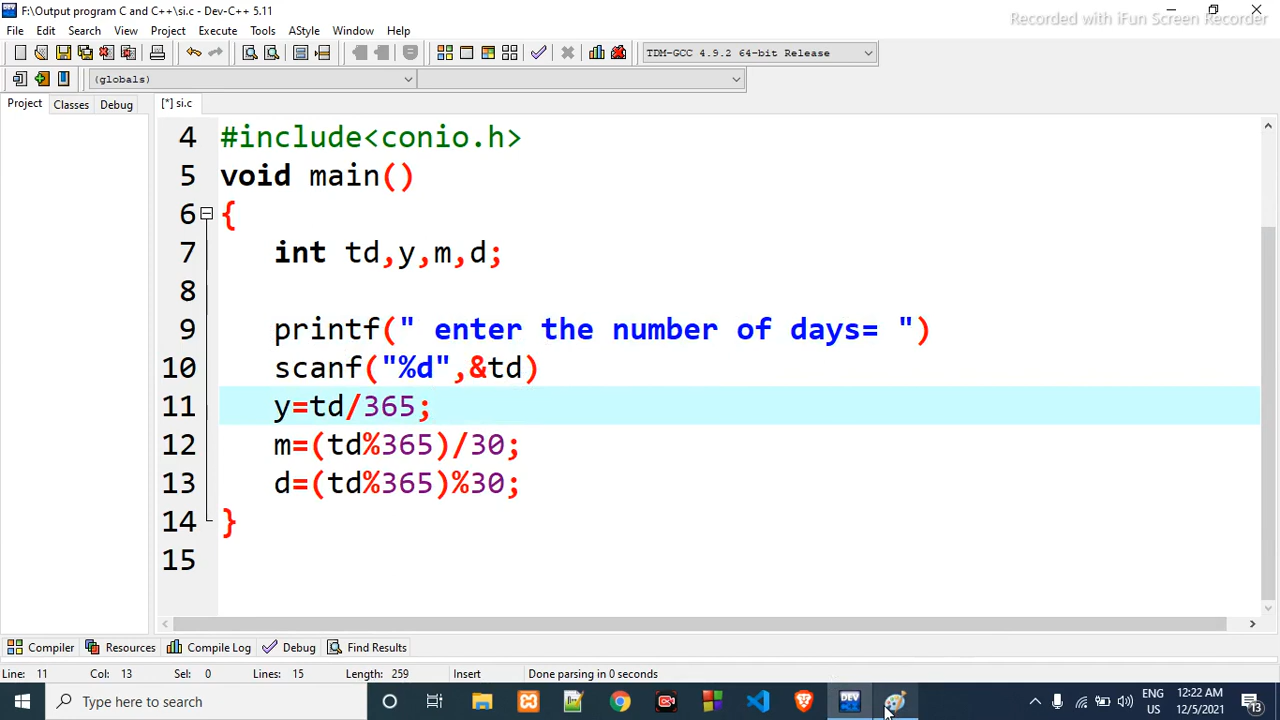 F:\Output program C and C++\si.c - Dev-C++ 5.11
Recorded with iFun Screen Recorder
File Edit Search View Project Execute Tools AStyle Window Help
TDM-GCC 4.9.2 64-bit Release
(globals)
Project Classes Debug [*] si.c
4 #include<conio.h>
5 void main()
6 {
7 int td,y,m,d;
8
9 printf(" enter the number of days= ")
10 scanf("%d",&td)
11 y=td/365;
12 m=(td%365)/30;
13 d=(td%365)%30;
14 }
15
Compiler Resources Compile Log Debug Find Results
Line: 11 Col: 13 Sel: 0 Lines: 15 Length: 259 Insert Done parsing in 0 seconds
Type here to search
DEV
ENG
US
12:22 AM
12/5/2021
13